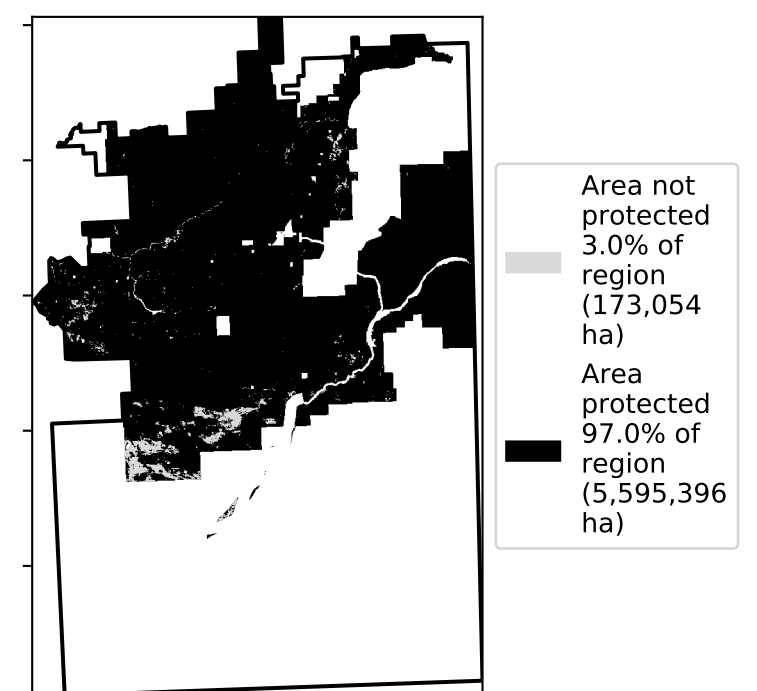 Area not
protected
3.0% of
region
(173,054
ha)
Area
protected
97.0% of
region
(5,595,396
ha)